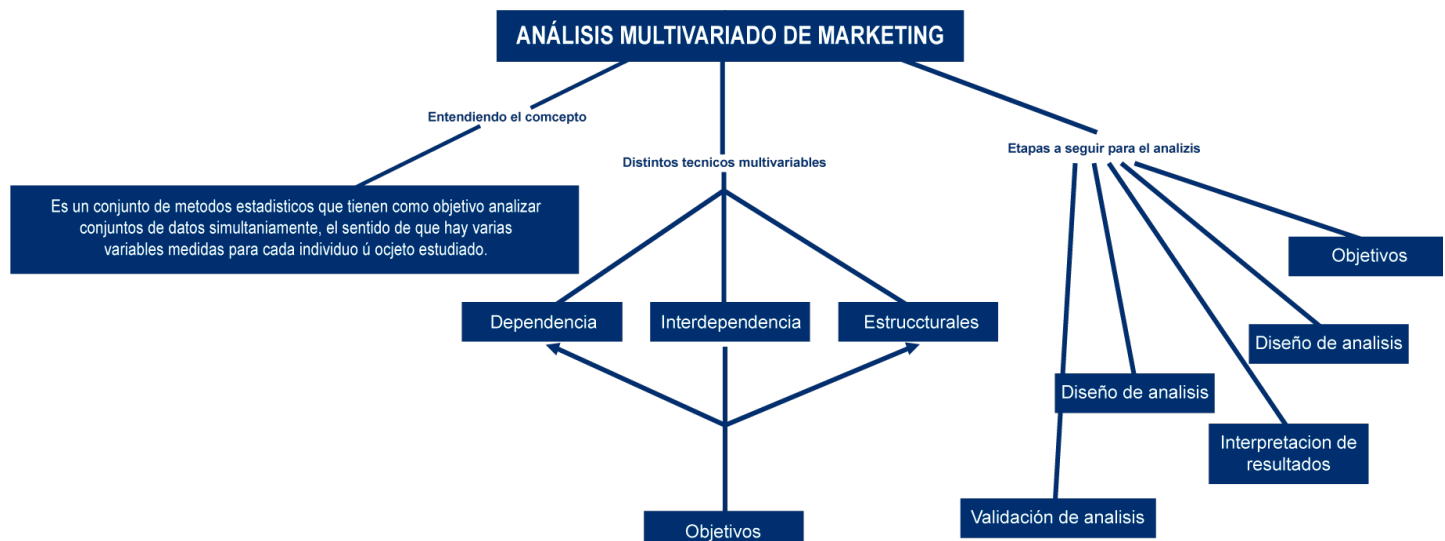 ANÁLISIS MULTIVARIADO DE MARKETING
Entendiendo el comcepto
Es un conjunto de metodos estadisticos que tienen como objetivo analizar
conjuntos de datos simultaniamente, el sentido de que hay varias
variables medidas para cada individuo ú ocjeto estudiado.
Distintos tecnicos multivariables
Dependencia
Interdependencia
Estruccturales
Objetivos
Etapas a seguir para el analizis
Objetivos
Diseño de analisis
Diseño de analisis
Interpretacion de
resultados
Validación de analisis